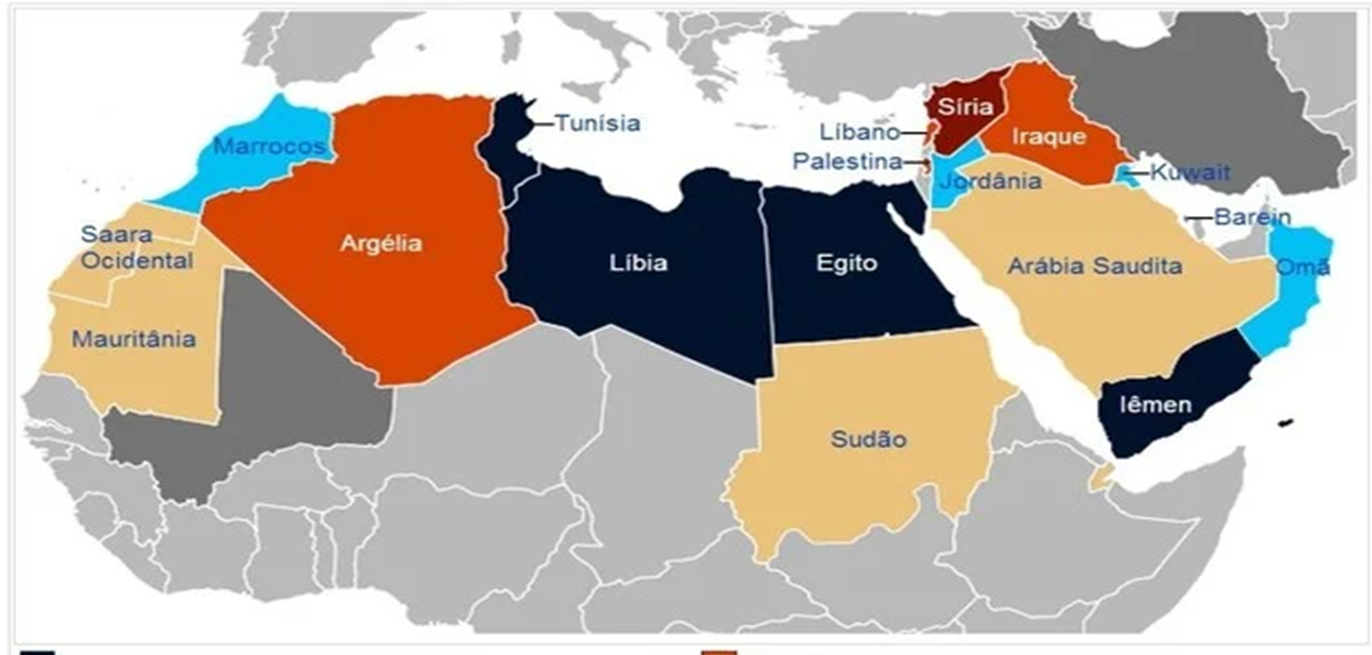 Síria
Tunísia
Líbano
Iraque
Marrocos
Palestina
Kuwait
Jordânia
Barein
Saara
Ocidental
Argélia
Líbia
Egito
Arábia Saudita
Omã
Mauritânia
Iêmen
Sudão